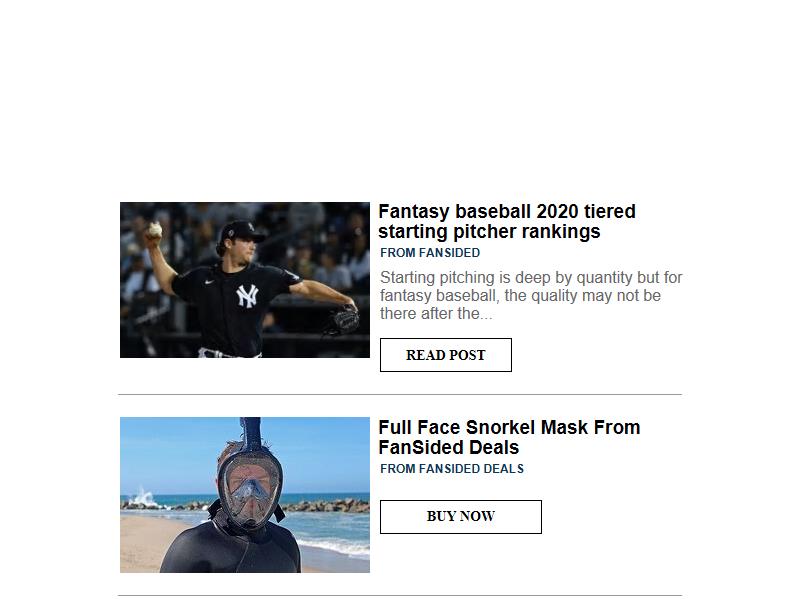 Fantasy baseball 2020 tiered
starting pitcher rankings
FROM FANSIDED
Starting pitching is deep by quantity but for
fantasy baseball, the quality may not be
there after the...
READ POST
NY
Full Face Snorkel Mask From
FanSided Deals
FROM FANSIDED DEALS
BUY NOW